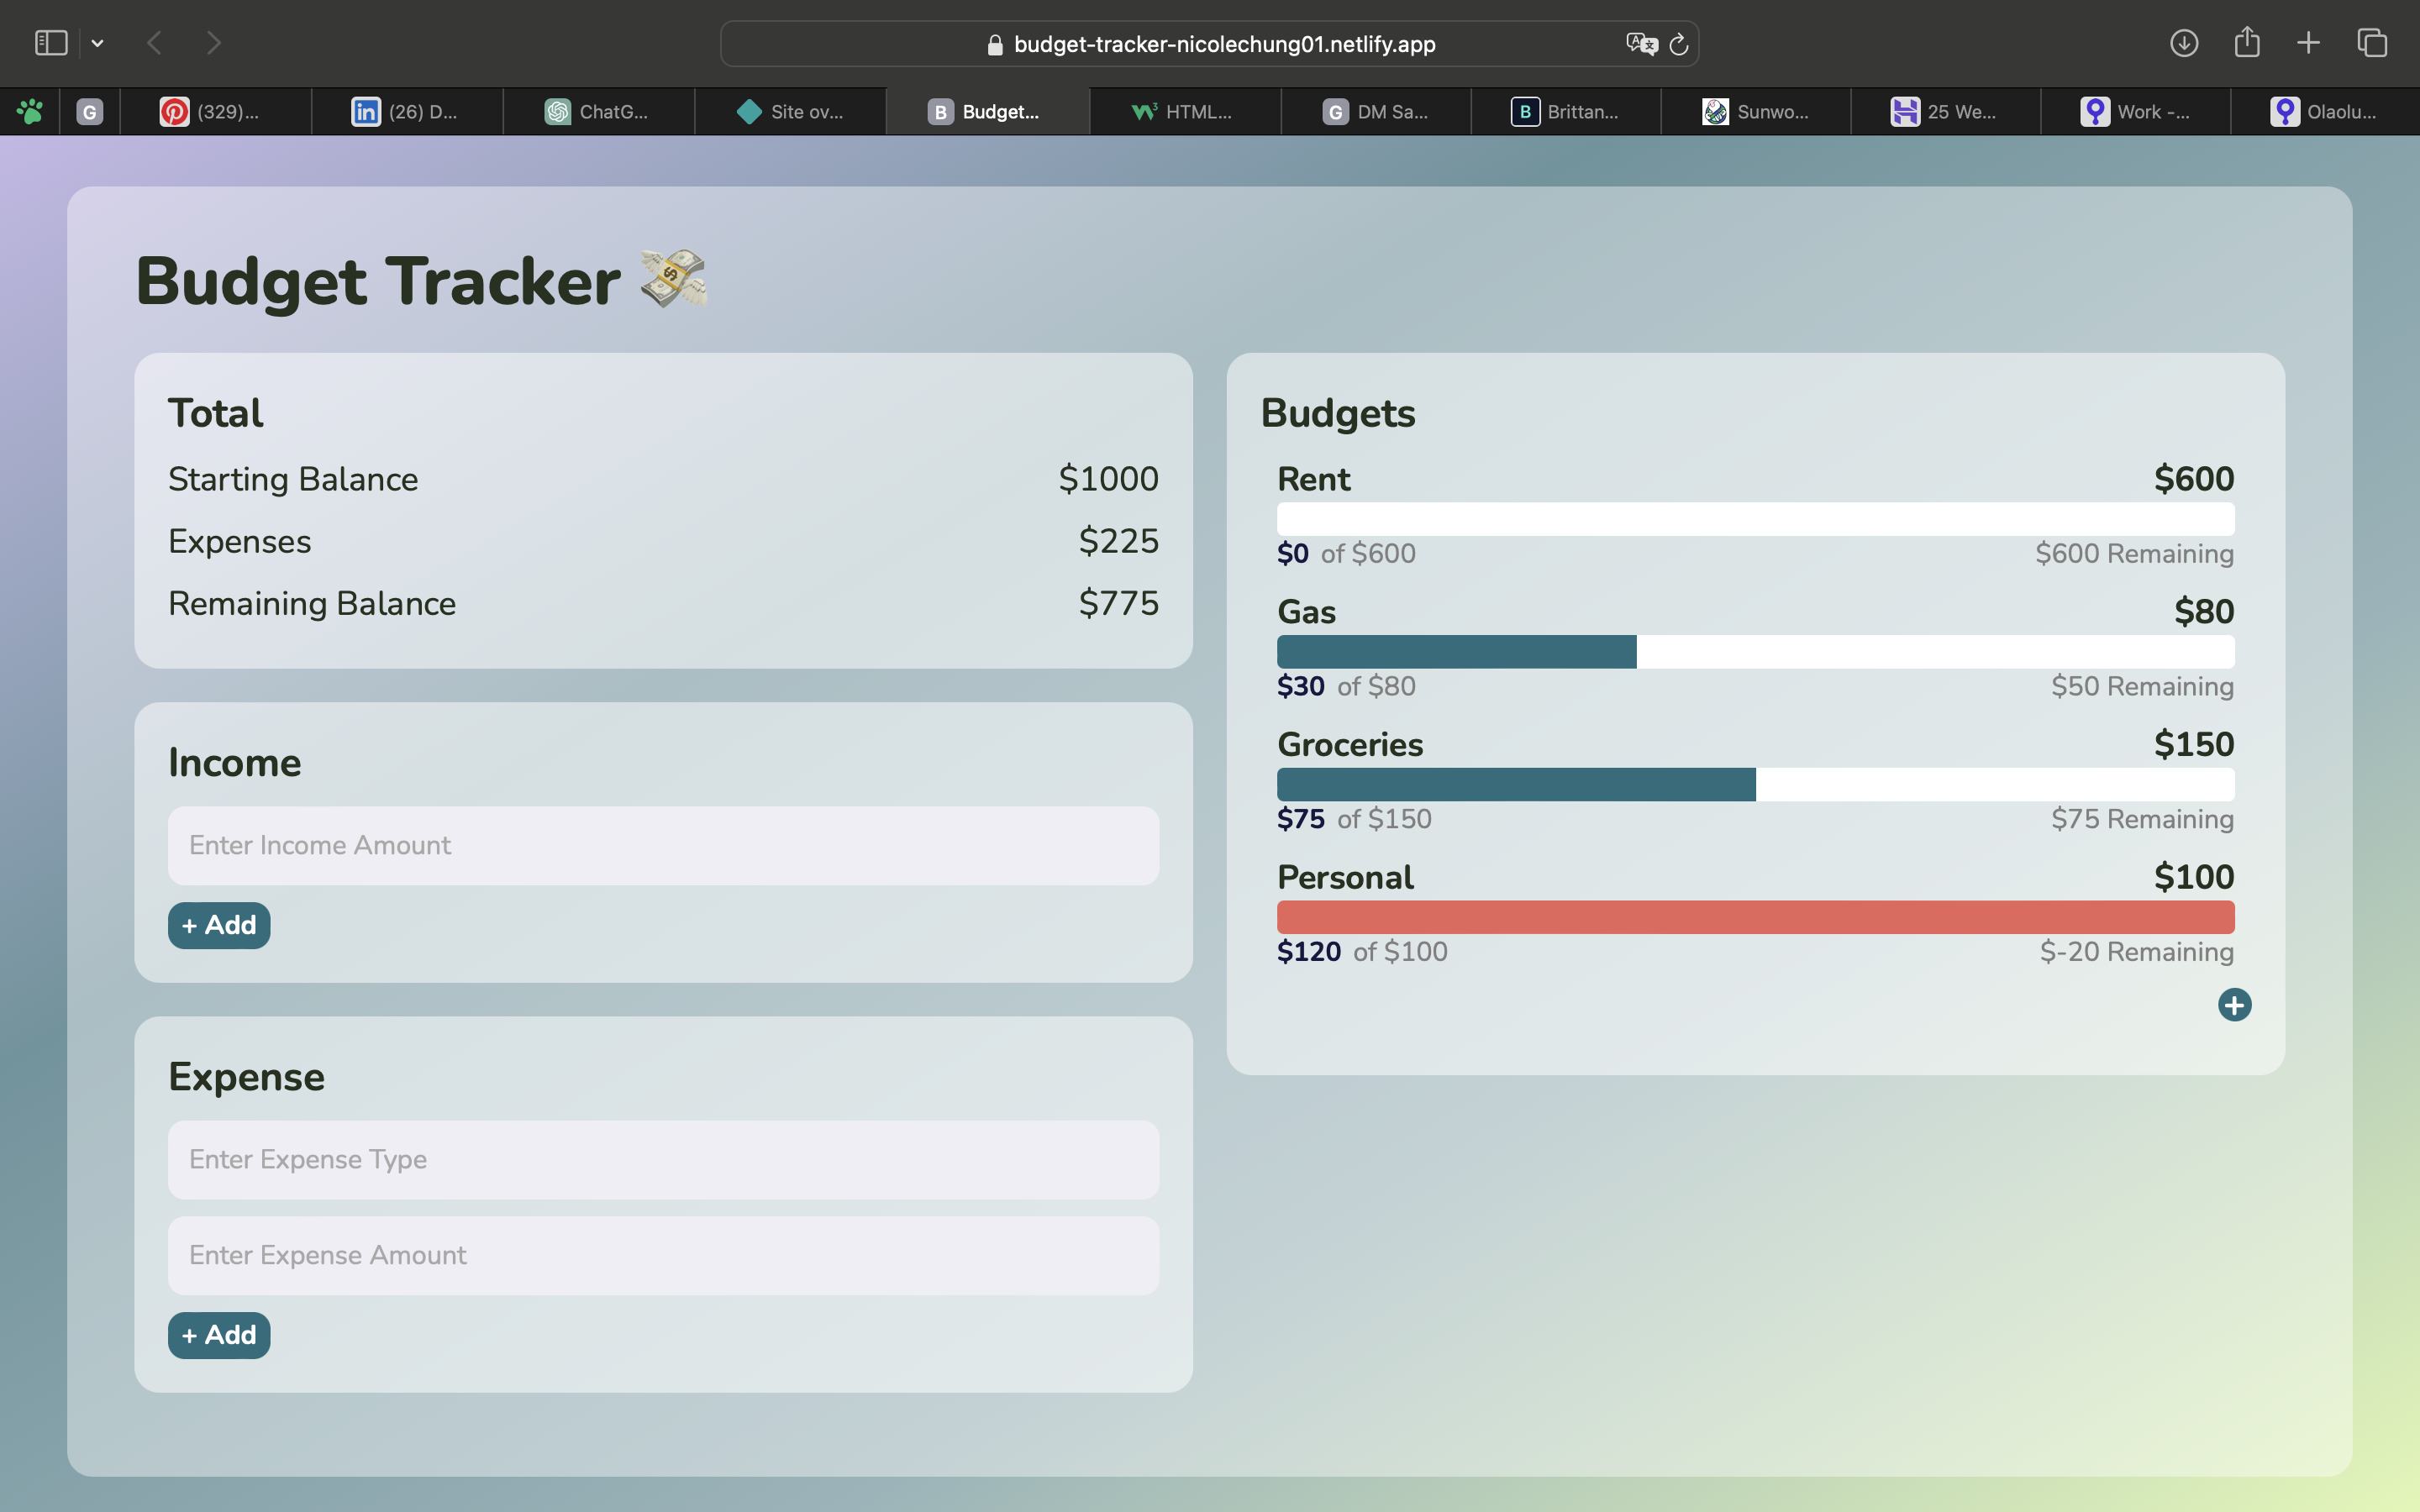 budget-tracker-nicolechung01.netlify.app
G
(329)...
in (26) D...
ChatG...
Site ov...
B Budget...
W3 HTML...
G DM Sa...
B Brittan...
Sunwo...
25 We...
Work -...
Olaolu...
Budget Tracker 💸
Total
Starting Balance $1000
Expenses $225
Remaining Balance $775
Income
Enter Income Amount
+ Add
Expense
Enter Expense Type
Enter Expense Amount
+ Add
Budgets
Rent $600
$0 of $600 $600 Remaining
Gas $80
$30 of $80 $50 Remaining
Groceries $150
$75 of $150 $75 Remaining
Personal $100
$120 of $100 $-20 Remaining
+